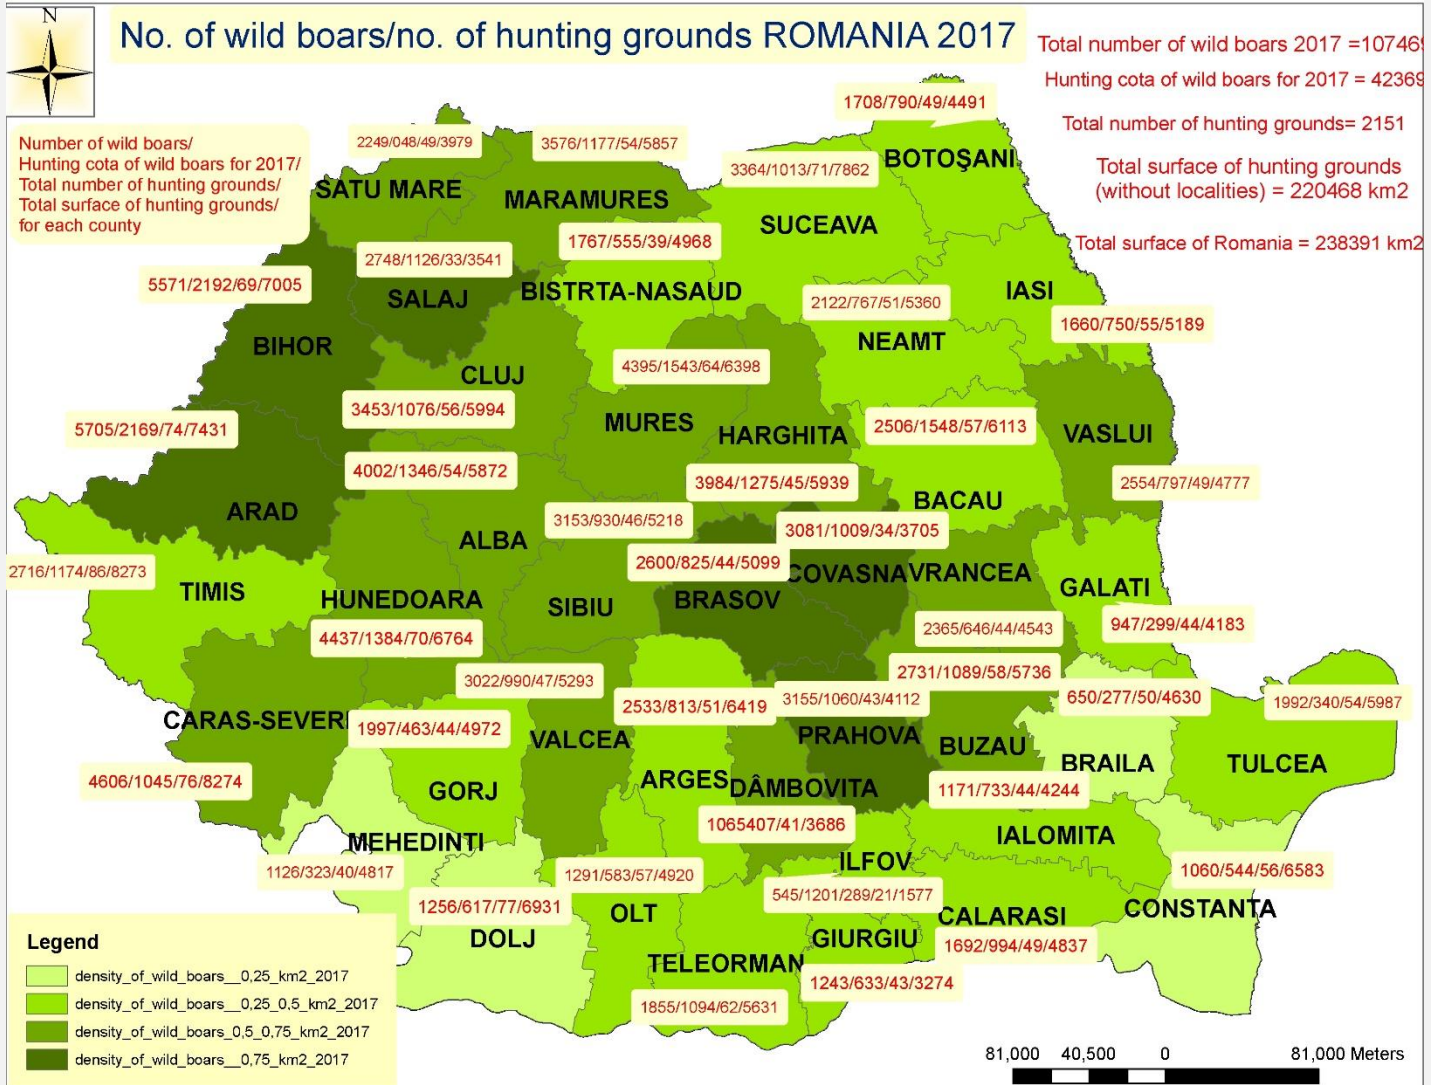 N
No. of wild boars/no. of hunting grounds ROMANIA 2017
Total number of wild boars 2017 =107469
Hunting cota of wild boars for 2017 = 42369
Total number of hunting grounds= 2151
Total surface of hunting grounds
(without localities) = 220468 km2
Total surface of Romania = 238391 km2
Number of wild boars/
Hunting cota of wild boars for 2017/
Total number of hunting grounds/
Total surface of hunting grounds/
for each county
1708/790/49/4491
BOTOŞANI
2249/048/49/3979
SATU MARE
3576/1177/54/5857
MARAMURES
3364/1013/71/7862
SUCEAVA
1767/555/39/4968
BISTRTA-NASAUD
2748/1126/33/3541
SALAJ
5571/2192/69/7005
BIHOR
2122/767/51/5360
NEAMT
IASI
1660/750/55/5189
CLUJ
3453/1076/56/5994
4395/1543/64/6398
MURES
HARGHITA
3984/1275/45/5939
2506/1548/57/6113
BACAU
VASLUI
2554/797/49/4777
5705/2169/74/7431
ARAD
4002/1346/54/5872
ALBA
3153/930/46/5218
SIBIU
2600/825/44/5099
BRASOV
3081/1009/34/3705
COVASNA
VRANCEA
2365/646/44/4543
GALATI
947/299/44/4183
2716/1174/86/8273
TIMIS
HUNEDOARA
4437/1384/70/6764
3022/990/47/5293
VALCEA
2533/813/51/6419
ARGES
3155/1060/43/4112
PRAHOVA
2731/1089/58/5736
BUZAU
650/277/50/4630
BRAILA
1992/340/54/5987
TULCEA
CARAS-SEVERI
4606/1045/76/8274
1997/463/44/4972
GORJ
DÂMBOVITA
1065407/41/3686
1171/733/44/4244
IALOMITA
MEHEDINTI
1126/323/40/4817
ILFOV
545/1201/289/21/1577
1060/544/56/6583
CONSTANTA
1256/617/77/6931
DOLJ
1291/583/57/4920
OLT
TELEORMAN
1855/1094/62/5631
GIURGIU
1243/633/43/3274
CALARASI
1692/994/49/4837
Legend
density_of_wild_boars__0,25_km2_2017
density_of_wild_boars__0,25_0,5_km2_2017
density_of_wild_boars_0,5_0,75_km2_2017
density_of_wild_boars__0,75_km2_2017
81,000 40,500 0 81,000 Meters